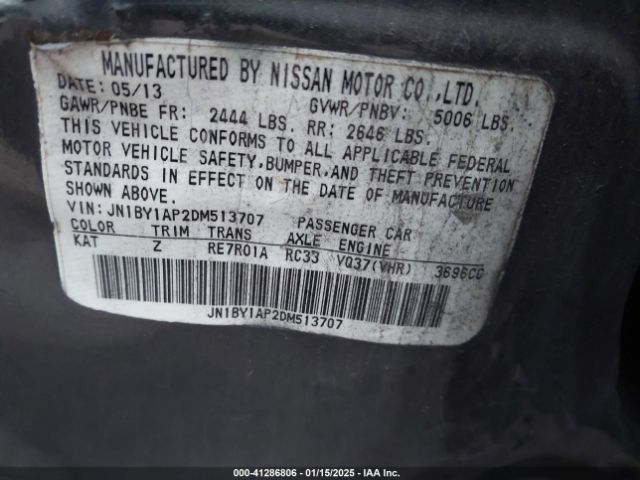 MANUFACTURED BY NISSAN MOTOR CO.,LTD.
DATE: 05/13 GVWR/PNBV: 5006 LBS.
GAWR/PNBE FR: 2444 LBS. RR: 2646 LBS.
THIS VEHICLE CONFORMS TO ALL APPLICABLE FEDERAL
MOTOR VEHICLE SAFETY,BUMPER,AND THEFT PREVENTION
STANDARDS IN EFFECT ON THE DATE OF MANUFACTURE
SHOWN ABOVE.
VIN: JN1BY1AP2DM513707 PASSENGER CAR
COLOR TRIM TRANS AXLE ENGINE
KAT Z RE7R01A RC33 VQ37(VHR) 3696CC
JN1BY1AP2DM513707
000-41286806 - 01/15/2025 - IAA, Inc.